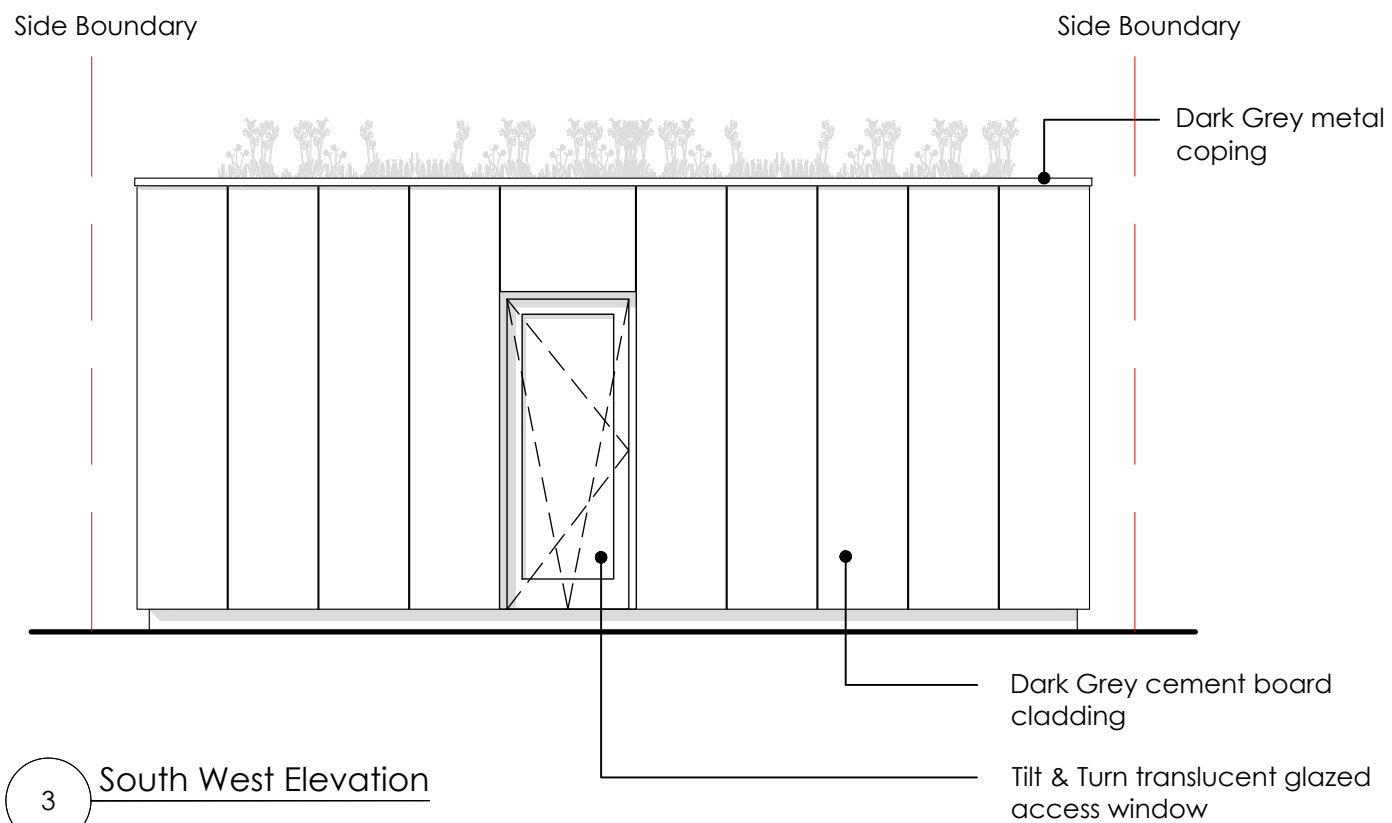 Side Boundary
Side Boundary
Dark Grey metal
coping
Dark Grey cement board
cladding
Tilt & Turn translucent glazed
access window
3
South West Elevation